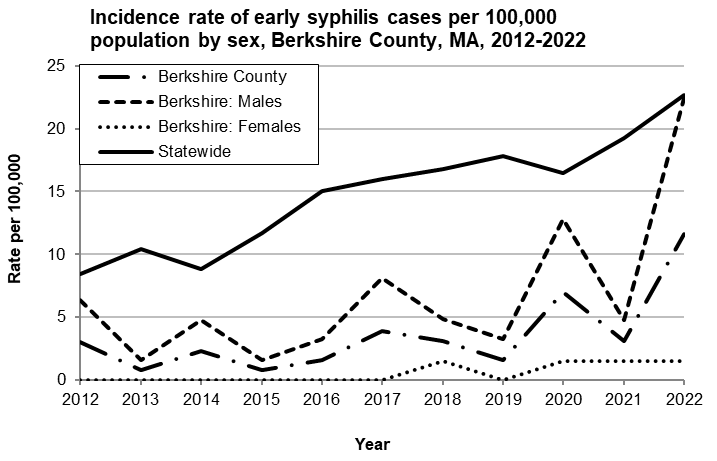 Incidence rate of early syphilis cases per 100,000
population by sex, Berkshire County, MA, 2012-2022
25
20
15
10
5
0
Rate per 100,000
Berkshire County
Berkshire: Males
Berkshire: Females
Statewide
2012 2013 2014 2015 2016 2017 2018 2019 2020 2021 2022
Year